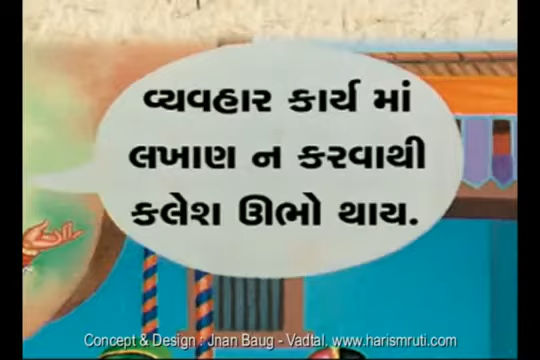 વ્યવહાર કાર્ય માં
લખાણ ન કરવાથી
કલેશ ઊભો થાય.
Concept & Design : Jnan Baug - Vadtal. www.harismruti.com